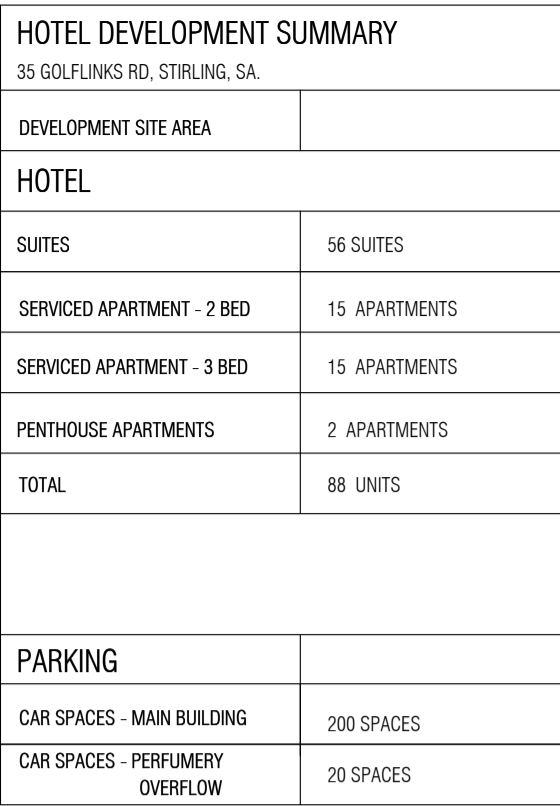 HOTEL DEVELOPMENT SUMMARY
35 GOLFLINKS RD, STIRLING, SA.
DEVELOPMENT SITE AREA
HOTEL
SUITES 56 SUITES
SERVICED APARTMENT - 2 BED 15 APARTMENTS
SERVICED APARTMENT - 3 BED 15 APARTMENTS
PENTHOUSE APARTMENTS 2 APARTMENTS
TOTAL 88 UNITS
PARKING
CAR SPACES - MAIN BUILDING 200 SPACES
CAR SPACES - PERFUMERY
OVERFLOW 20 SPACES